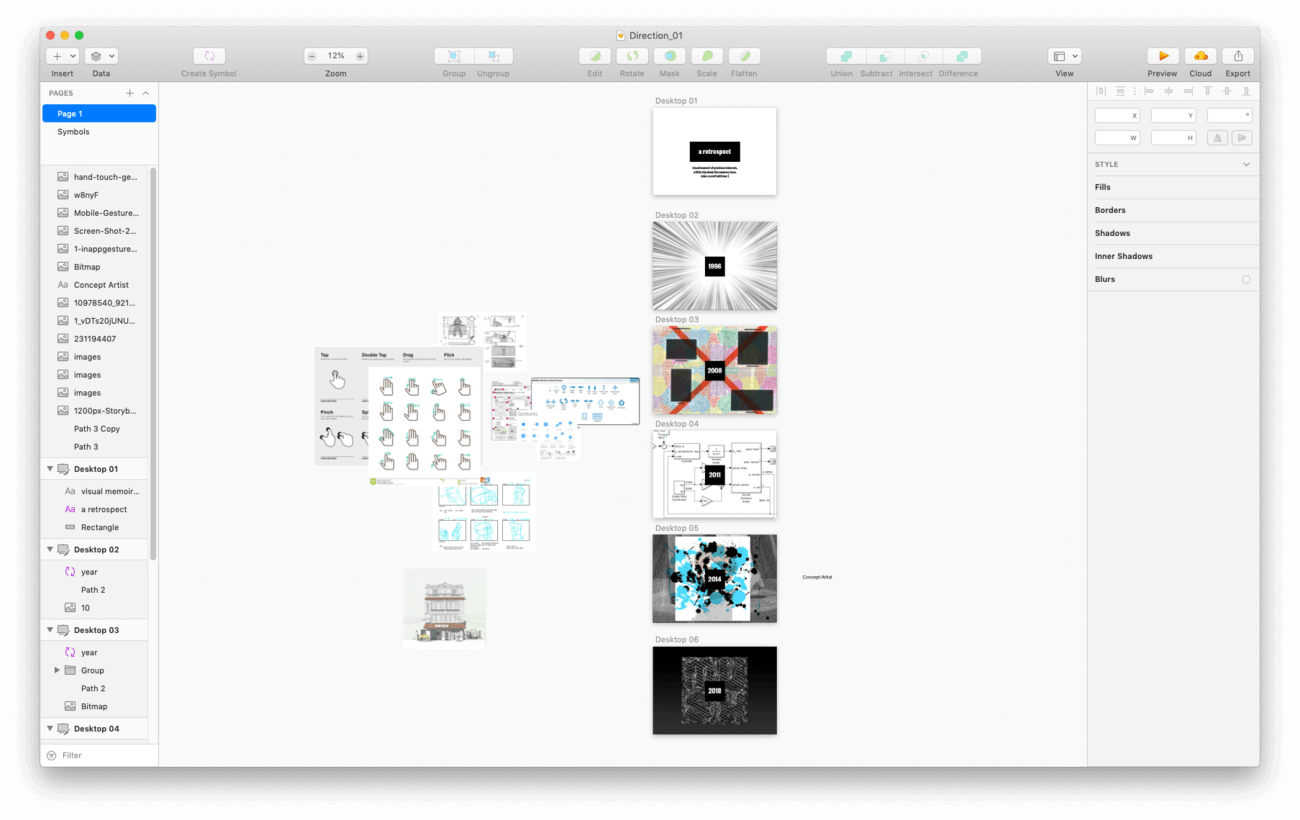 Direction_01
12%
Insert
Data
Create Symbol
Zoom
Group
Ungroup
Edit
Rotate
Mask
Scale
Flatten
Union
Subtract
Intersect
Difference
View
Preview
Cloud
Export
PAGES
Page 1
Symbols
hand-touch-ge...
w8nyF
Mobile-Gesture...
Screen-Shot-2...
1-inappgesture...
Bitmap
Aa Concept Artist
10978540_921...
1_vDTs20jUNU...
231194407
images
images
images
1200px-Storyb...
Path 3 Copy
Path 3
Desktop 01
Aa visual memoir...
Aa a retrospect
Rectangle
Desktop 02
year
Path 2
10
Desktop 03
year
Group
Path 2
Bitmap
Desktop 04
Filter
Tap
Double Tap
Drag
Flick
Pinch
Gestures
Desktop 01
a retrospect
Desktop 02
1996
Desktop 03
2008
Desktop 04
2011
Desktop 05
2014
Concept Artist
Desktop 06
2018
X
Y
°
W
H
STYLE
Fills
Borders
Shadows
Inner Shadows
Blurs